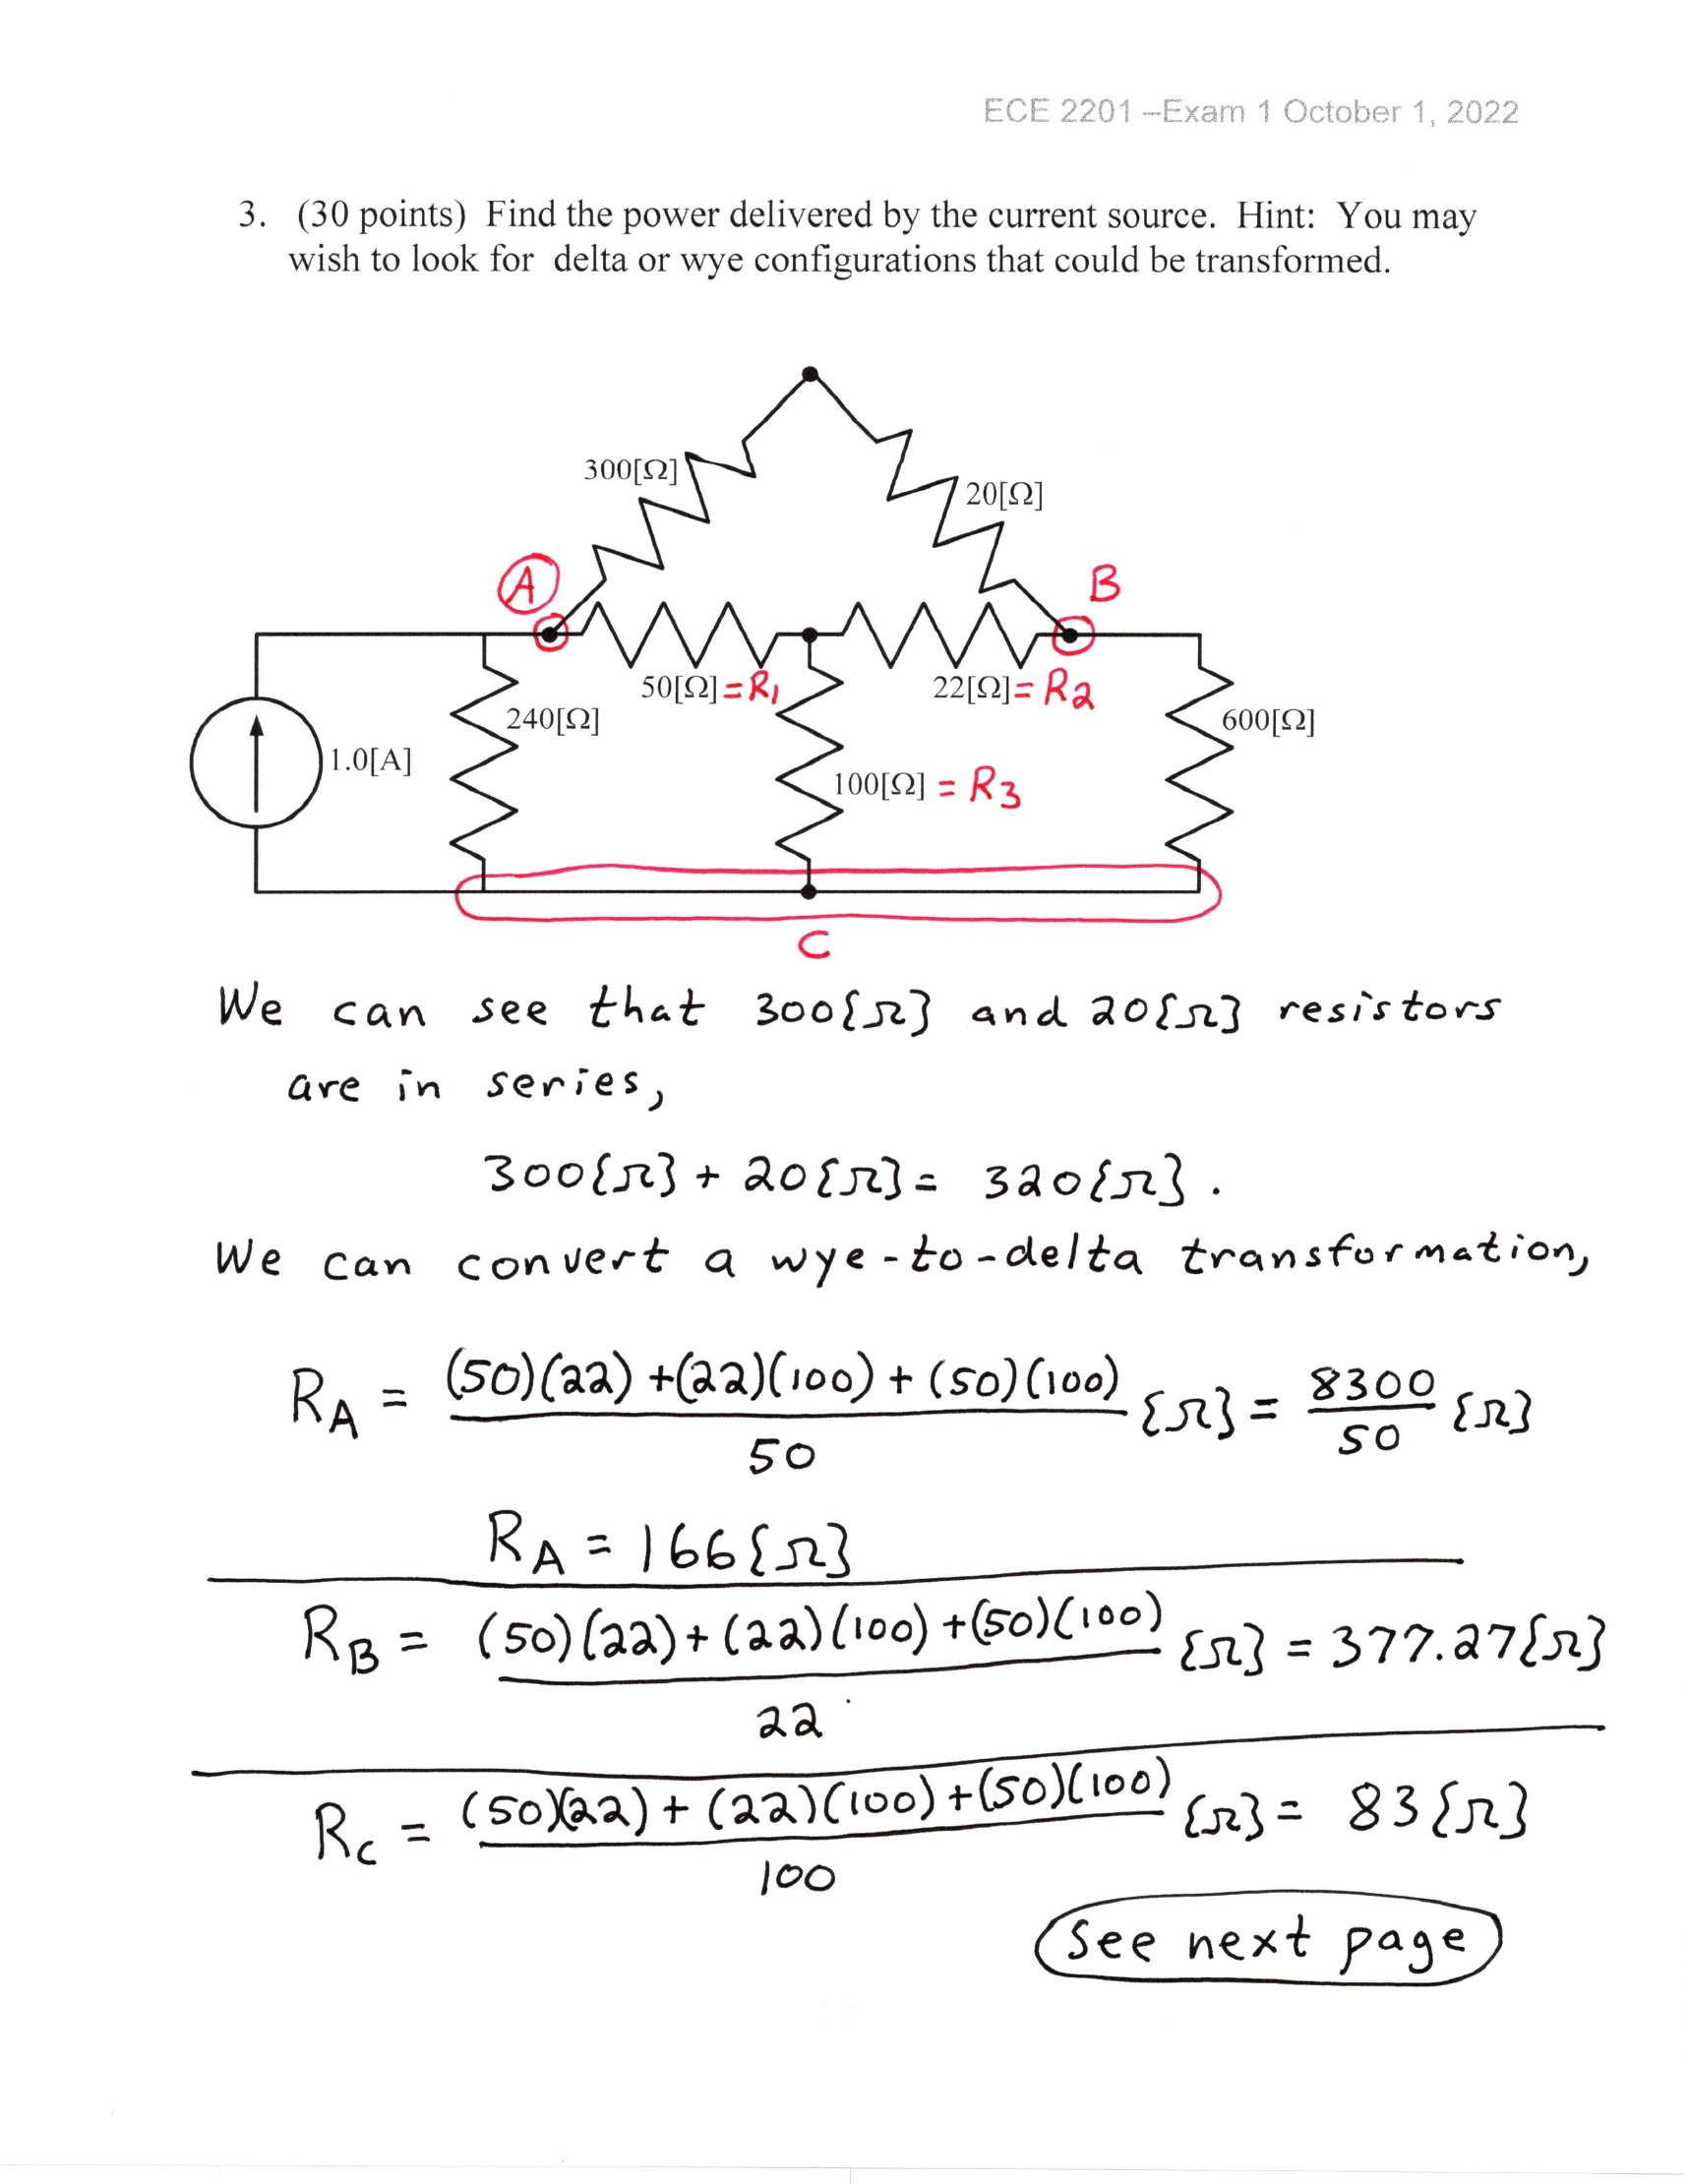 ECE 2201 --Exam 1 October 1, 2022
3. (30 points) Find the power delivered by the current source. Hint: You may
wish to look for delta or wye configurations that could be transformed.
300[Ω]
20[Ω]
A
B
50[Ω] = R1
22[Ω] = R2
240[Ω]
600[Ω]
1.0[A]
100[Ω] = R3
C
We can see that 300{Ω} and 20{Ω} resistors
are in series,
300{Ω} + 20{Ω} = 320{Ω}.
We can convert a wye-to-delta transformation,
RA = (50)(22) + (22)(100) + (50)(100) / 50 {Ω} = 8300 / 50 {Ω}
RA = 166{Ω}
RB = (50)(22) + (22)(100) + (50)(100) / 22 {Ω} = 377.27{Ω}
RC = (50)(22) + (22)(100) + (50)(100) / 100 {Ω} = 83{Ω}
See next page